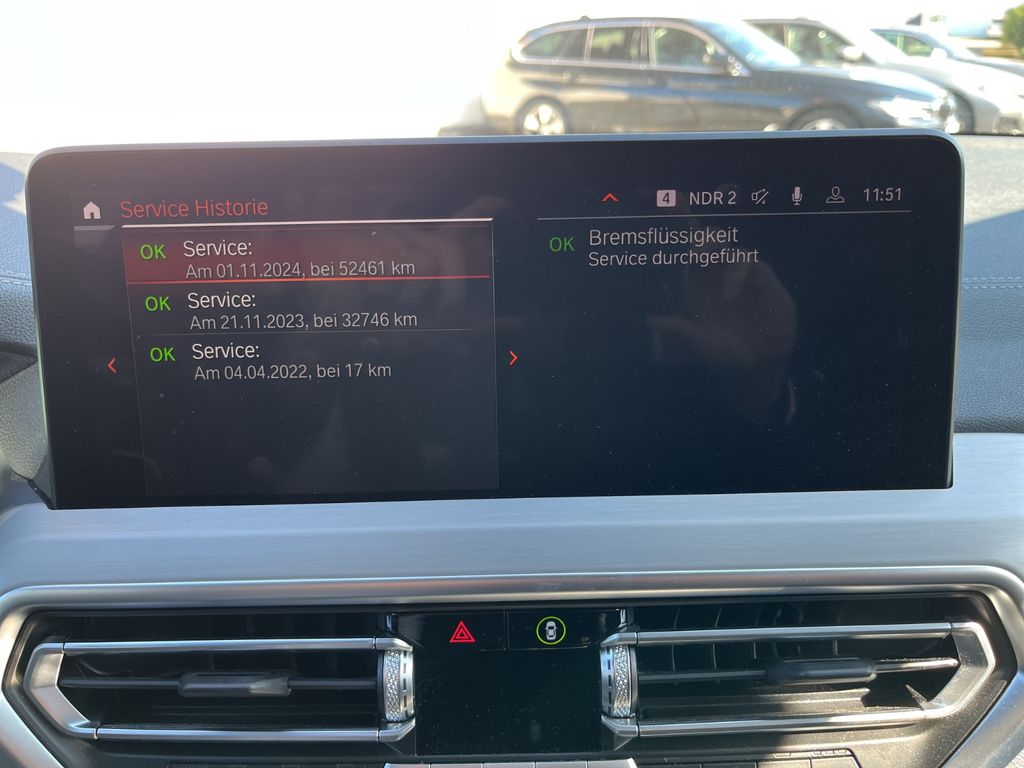 Service Historie
4 NDR 2 11:51
OK Service:
Am 01.11.2024, bei 52461 km
OK Service:
Am 21.11.2023, bei 32746 km
OK Service:
Am 04.04.2022, bei 17 km
OK Bremsflüssigkeit
Service durchgeführt